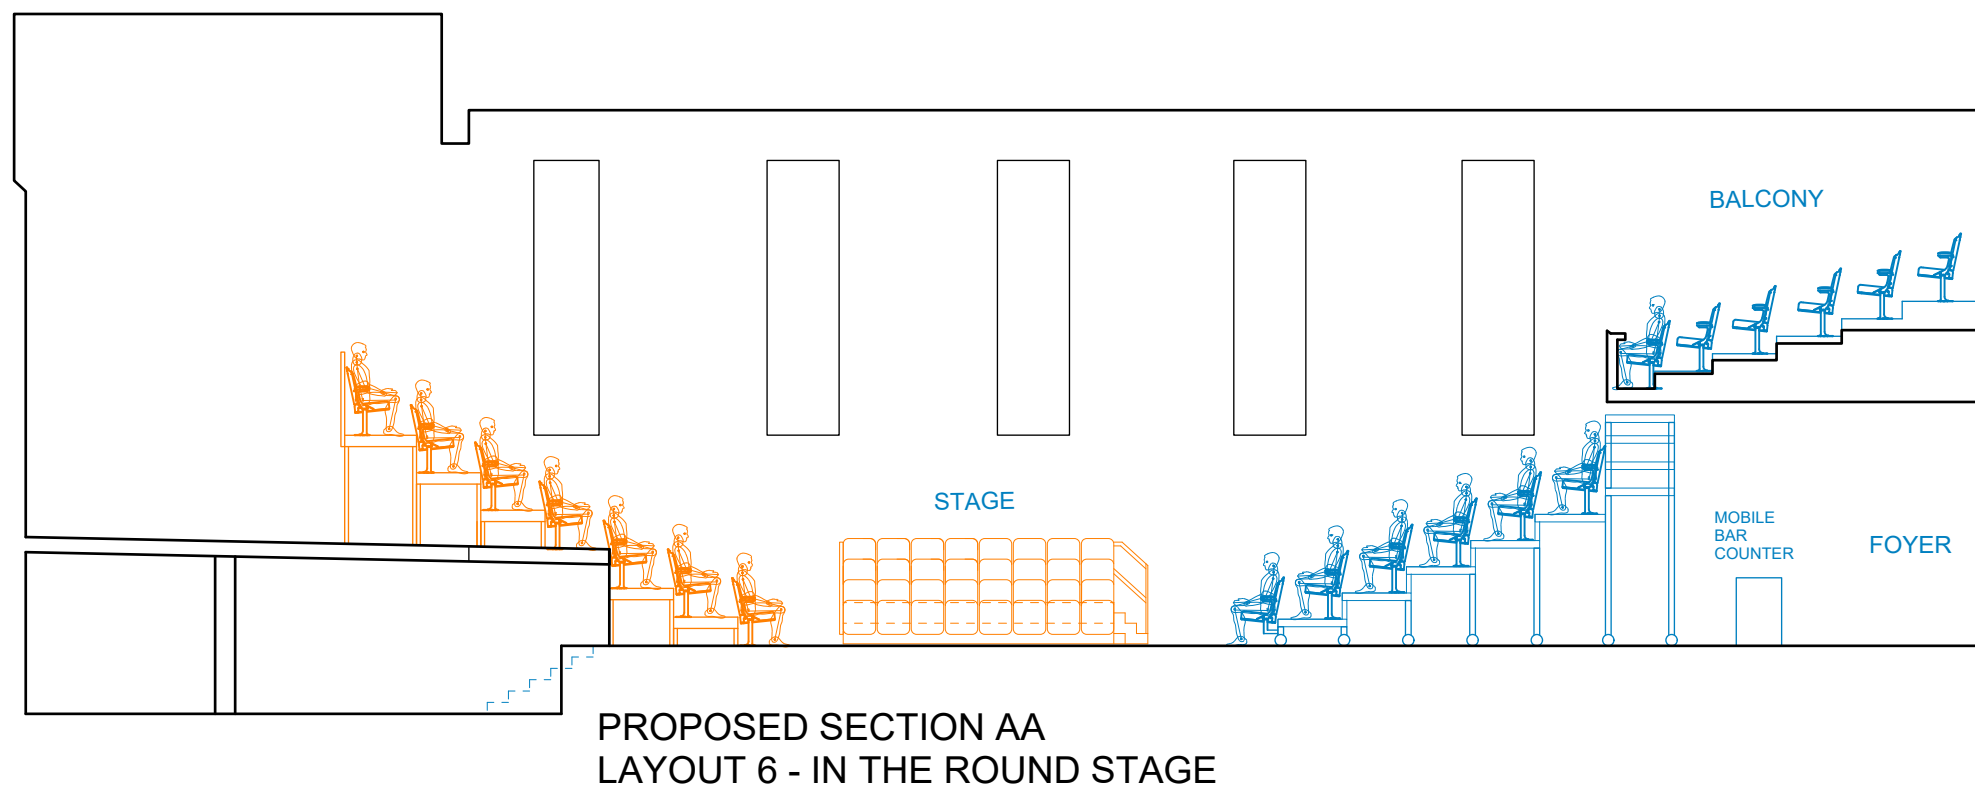 BALCONY
STAGE
MOBILE
BAR
COUNTER
FOYER
PROPOSED SECTION AA
LAYOUT 6 - IN THE ROUND STAGE